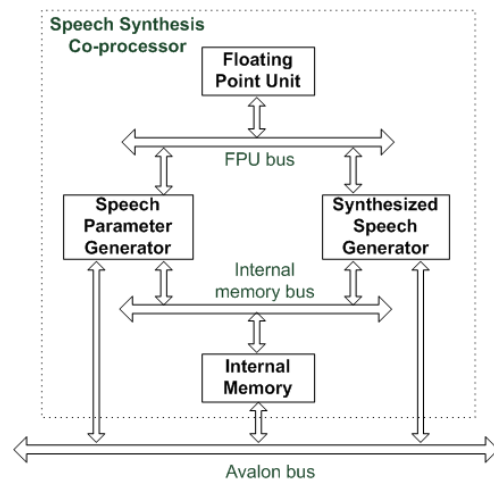 Speech Synthesis
Co-processor
Floating
Point Unit
FPU bus
Speech
Parameter
Generator
Synthesized
Speech
Generator
Internal
memory bus
Internal
Memory
Avalon bus